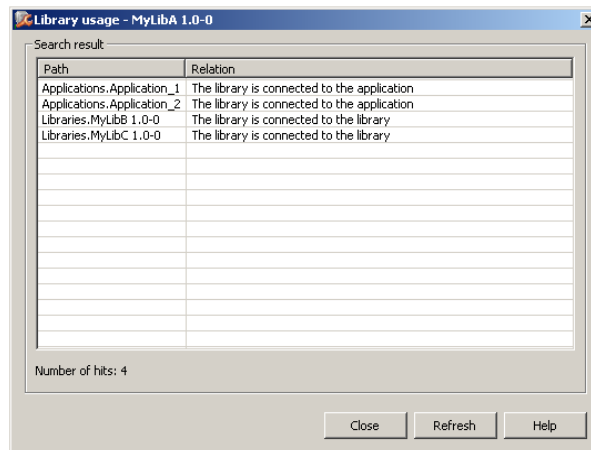 Library usage - MyLibA 1.0-0
Search result
Path Relation
Applications.Application_1 The library is connected to the application
Applications.Application_2 The library is connected to the application
Libraries.MyLibB 1.0-0 The library is connected to the library
Libraries.MyLibC 1.0-0 The library is connected to the library
Number of hits: 4
Close Refresh Help